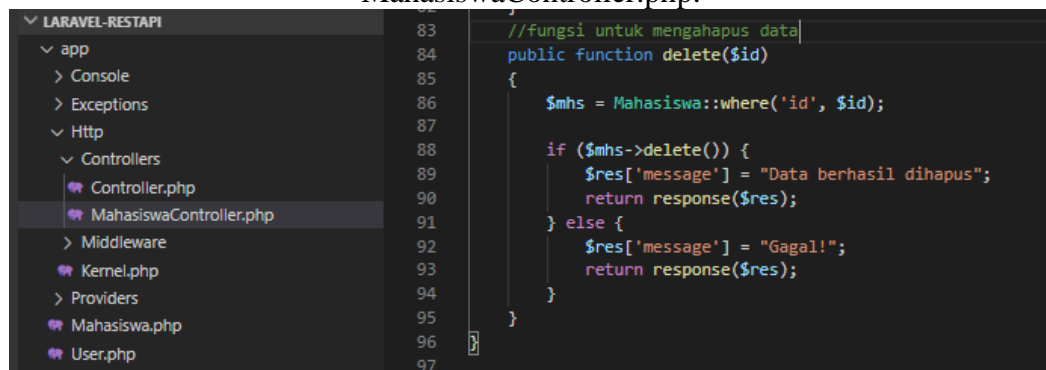 MahasiswaController.php.
LARAVEL-RESTAPI
app
Console
Exceptions
Http
Controllers
Controller.php
MahasiswaController.php
Middleware
Kernel.php
Providers
Mahasiswa.php
User.php
82 }
83 //fungsi untuk mengahapus data
84 public function delete($id)
85 {
86 $mhs = Mahasiswa::where('id', $id);
87
88 if ($mhs->delete()) {
89 $res['message'] = "Data berhasil dihapus";
90 return response($res);
91 } else {
92 $res['message'] = "Gagal!";
93 return response($res);
94 }
95 }
96 }
97